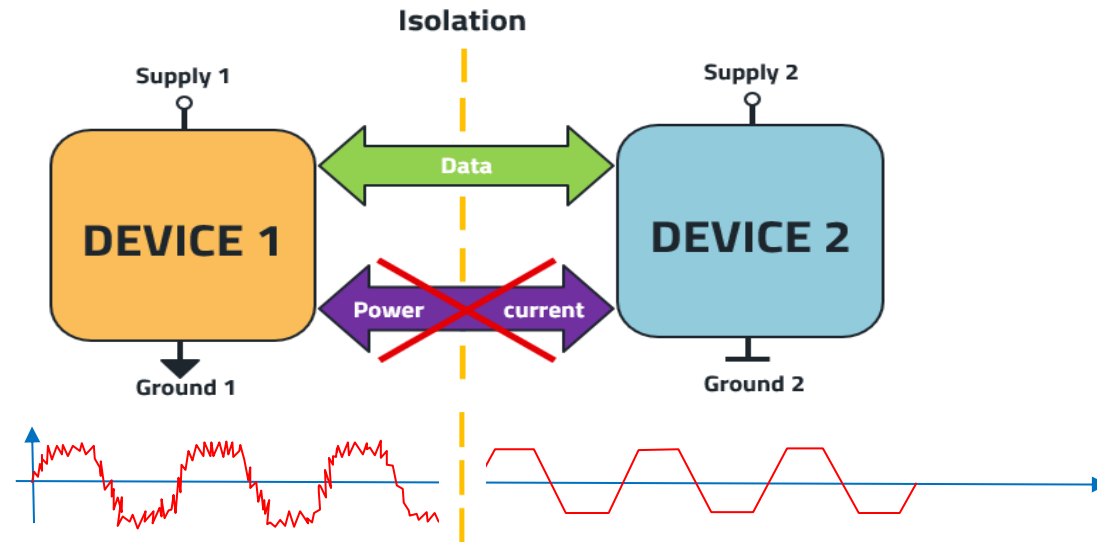 Isolation
Supply 1
Supply 2
Data
DEVICE 1
DEVICE 2
Power current
Ground 1
Ground 2